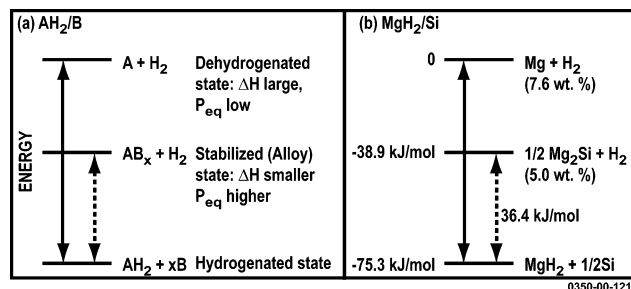 (a) AH2/B
A + H2
Dehydrogenated
state: ΔH large,
Peq low
ENERGY
ABx + H2
Stabilized (Alloy)
state: ΔH smaller
Peq higher
AH2 + xB
Hydrogenated state
(b) MgH2/Si
0
Mg + H2
(7.6 wt. %)
-38.9 kJ/mol
1/2 Mg2Si + H2
(5.0 wt. %)
36.4 kJ/mol
-75.3 kJ/mol
MgH2 + 1/2Si
0350-00-121